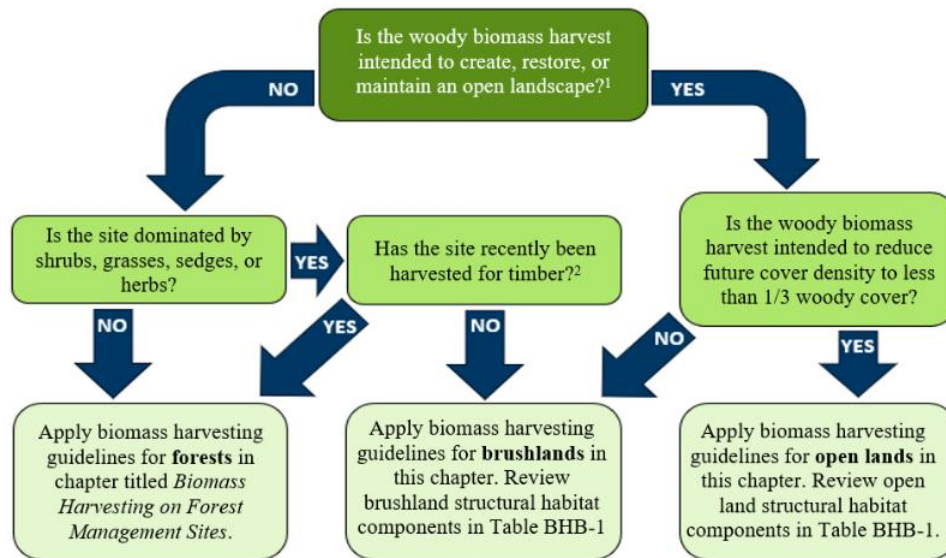 Is the woody biomass harvest
intended to create, restore, or
maintain an open landscape?¹
NO
YES
Is the site dominated by
shrubs, grasses, sedges, or
herbs?
YES
Has the site recently been
harvested for timber?²
Is the woody biomass
harvest intended to reduce
future cover density to less
than 1/3 woody cover?
NO
YES
NO
NO
YES
Apply biomass harvesting
guidelines for forests in
chapter titled Biomass
Harvesting on Forest
Management Sites.
Apply biomass harvesting
guidelines for brushlands in
this chapter. Review
brushland structural habitat
components in Table BHB-1
Apply biomass harvesting
guidelines for open lands in
this chapter. Review open
land structural habitat
components in Table BHB-1.